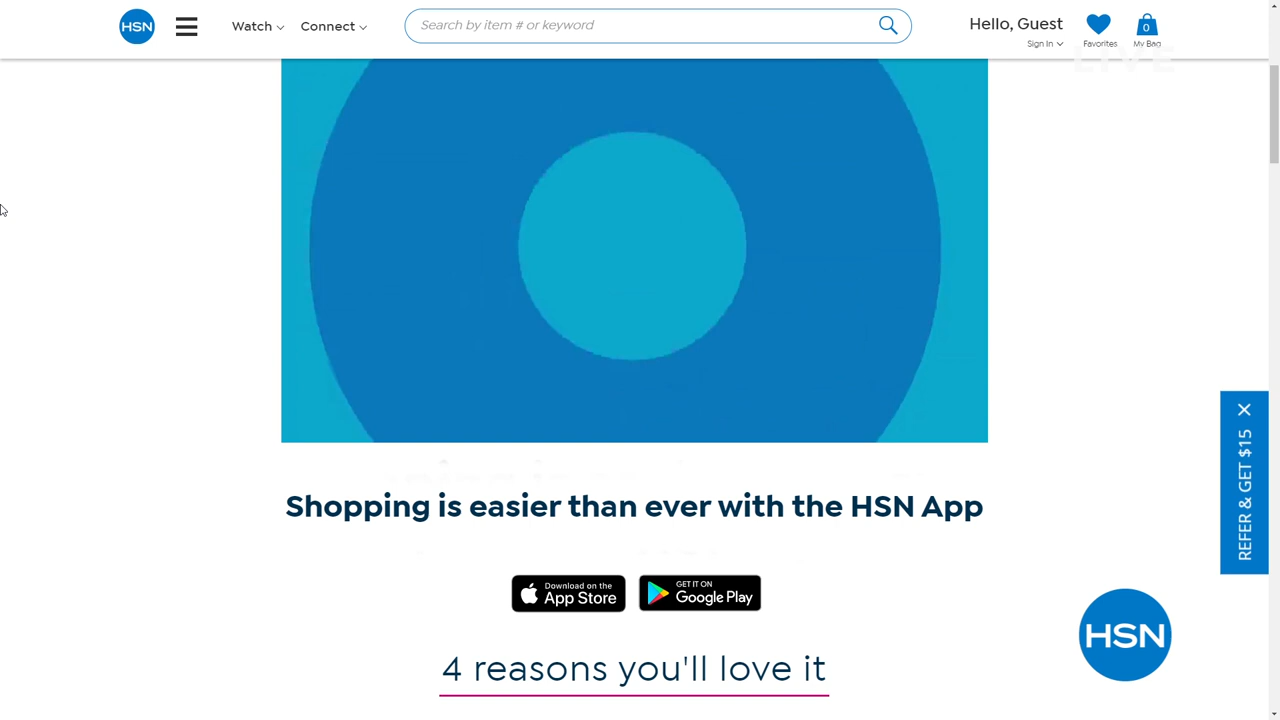 HSN
Watch
Connect
Search by item # or keyword
Hello, Guest
Sign In
Favorites
0
My Bag
LIVE
REFER & GET $15
Shopping is easier than ever with the HSN App
Download on the
App Store
GET IT ON
Google Play
HSN
4 reasons you'll love it